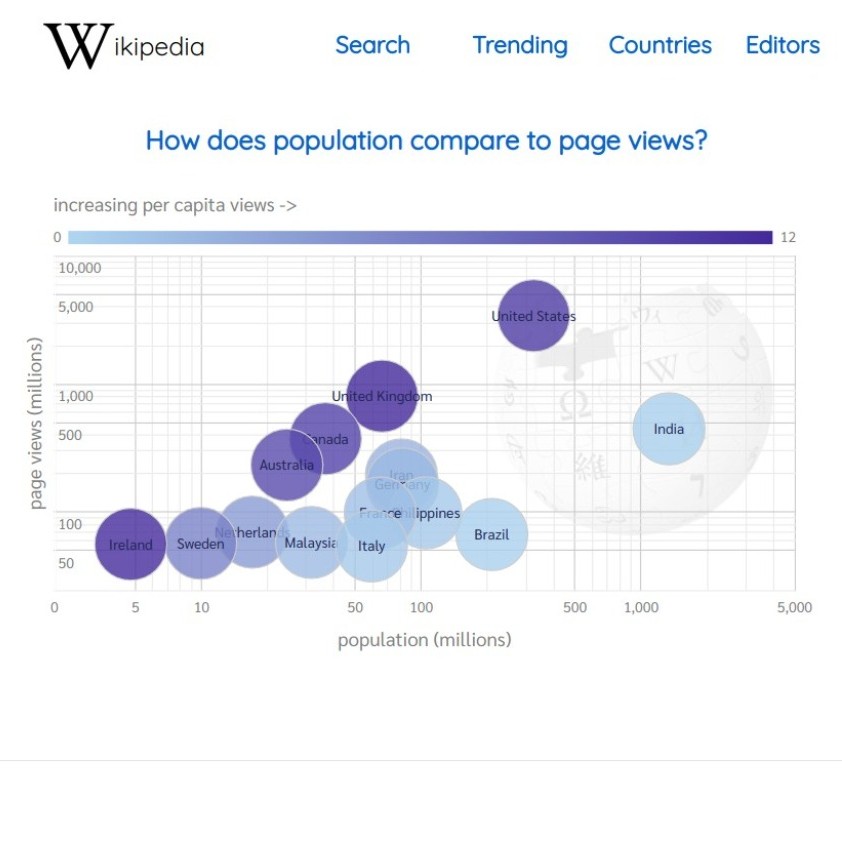 Wikipedia
Search Trending Countries Editors
How does population compare to page views?
increasing per capita views ->
0 12
10,000
5,000
1,000
500
100
50
page views (millions)
United States
United Kingdom
India
Canada
Australia
Iran
Germany
France
Philippines
Netherlands
Brazil
Ireland
Sweden
Malaysia
Italy
0 5 10 50 100 500 1,000 5,000
population (millions)
W
Ω
維
7